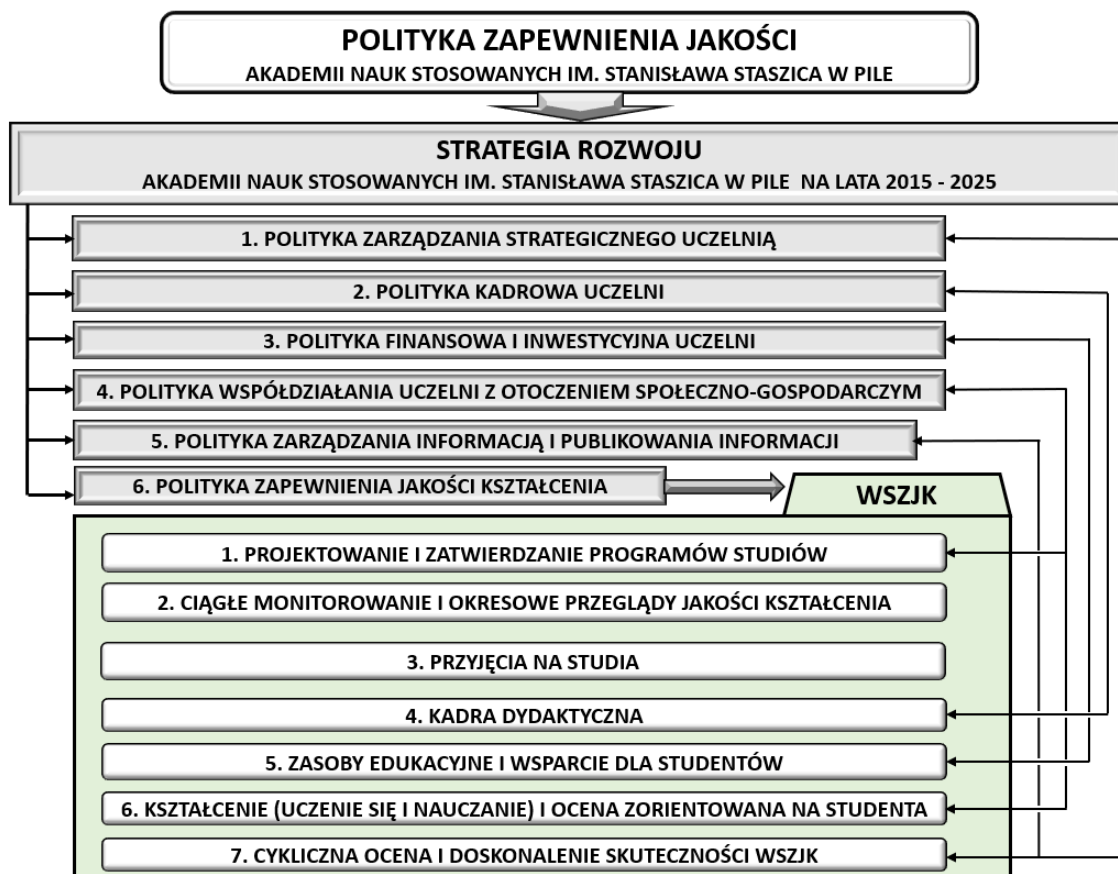 POLITYKA ZAPEWNIENIA JAKOŚCI
AKADEMII NAUK STOSOWANYCH IM. STANISŁAWA STASZICA W PILE
STRATEGIA ROZWOJU
AKADEMII NAUK STOSOWANYCH IM. STANISŁAWA STASZICA W PILE NA LATA 2015 - 2025
1. POLITYKA ZARZĄDZANIA STRATEGICZNEGO UCZELNIĄ
2. POLITYKA KADROWA UCZELNI
3. POLITYKA FINANSOWA I INWESTYCYJNA UCZELNI
4. POLITYKA WSPÓŁDZIAŁANIA UCZELNI Z OTOCZENIEM SPOŁECZNO-GOSPODARCZYM
5. POLITYKA ZARZĄDZANIA INFORMACJĄ I PUBLIKOWANIA INFORMACJI
6. POLITYKA ZAPEWNIENIA JAKOŚCI KSZTAŁCENIA
WSZJK
1. PROJEKTOWANIE I ZATWIERDZANIE PROGRAMÓW STUDIÓW
2. CIĄGŁE MONITOROWANIE I OKRESOWE PRZEGLĄDY JAKOŚCI KSZTAŁCENIA
3. PRZYJĘCIA NA STUDIA
4. KADRA DYDAKTYCZNA
5. ZASOBY EDUKACYJNE I WSPARCIE DLA STUDENTÓW
6. KSZTAŁCENIE (UCZENIE SIĘ I NAUCZANIE) I OCENA ZORIENTOWANA NA STUDENTA
7. CYKLICZNA OCENA I DOSKONALENIE SKUTECZNOŚCI WSZJK